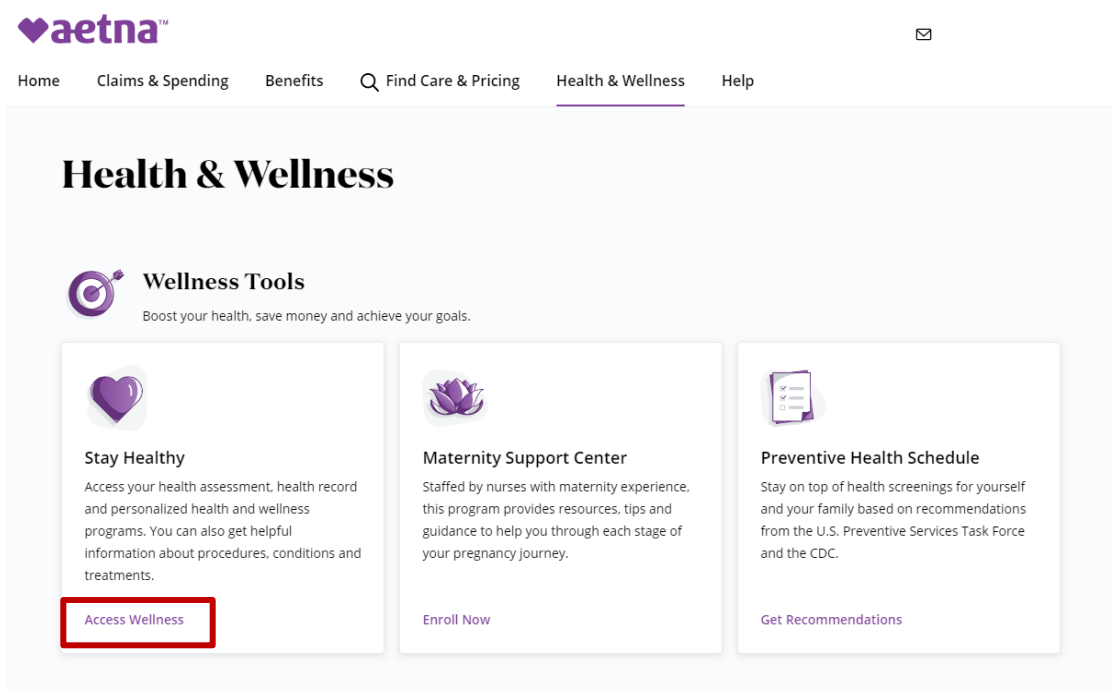 aetna™
Home Claims & Spending Benefits Find Care & Pricing Health & Wellness Help
Health & Wellness
Wellness Tools
Boost your health, save money and achieve your goals.
Stay Healthy
Access your health assessment, health record
and personalized health and wellness
programs. You can also get helpful
information about procedures, conditions and
treatments.
Access Wellness
Maternity Support Center
Staffed by nurses with maternity experience,
this program provides resources, tips and
guidance to help you through each stage of
your pregnancy journey.
Enroll Now
Preventive Health Schedule
Stay on top of health screenings for yourself
and your family based on recommendations
from the U.S. Preventive Services Task Force
and the CDC.
Get Recommendations